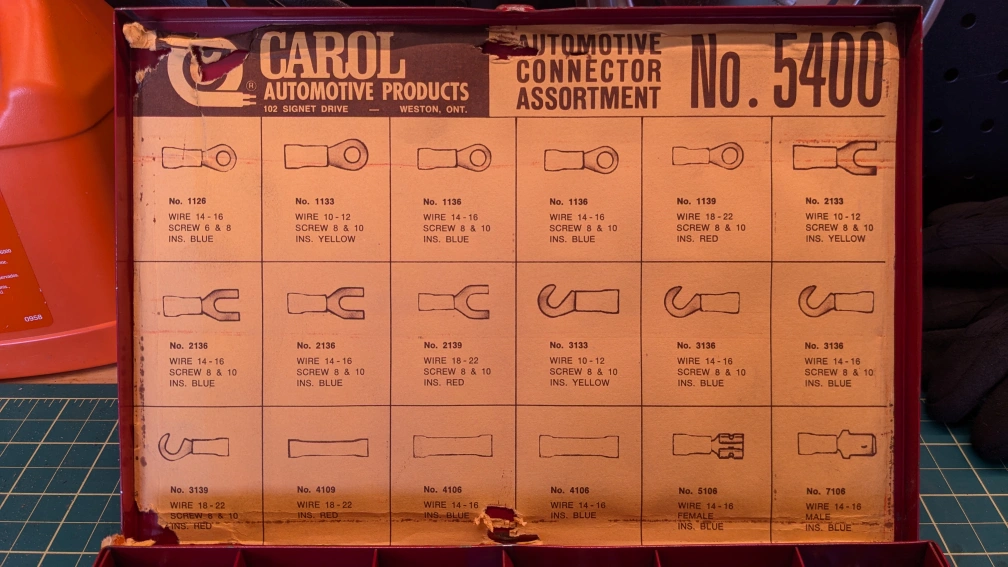 CAROL
AUTOMOTIVE PRODUCTS
102 SIGNET DRIVE — WESTON, ONT.
®
AUTOMOTIVE
CONNECTOR
ASSORTMENT
No. 5400
No. 1126
WIRE 14-16
SCREW 6 & 8
INS. BLUE
No. 1133
WIRE 10-12
SCREW 8 & 10
INS. YELLOW
No. 1136
WIRE 14-16
SCREW 8 & 10
INS. BLUE
No. 1136
WIRE 14-16
SCREW 8 & 10
INS. BLUE
No. 1139
WIRE 18-22
SCREW 8 & 10
INS. RED
No. 2133
WIRE 10-12
SCREW 8 & 10
INS. YELLOW
No. 2136
WIRE 14-16
SCREW 8 & 10
INS. BLUE
No. 2136
WIRE 14-16
SCREW 8 & 10
INS. BLUE
No. 2139
WIRE 18-22
SCREW 8 & 10
INS. RED
No. 3133
WIRE 10-12
SCREW 8 & 10
INS. YELLOW
No. 3136
WIRE 14-16
SCREW 8 & 10
INS. BLUE
No. 3136
WIRE 14-16
SCREW 8 & 10
INS. BLUE
No. 3139
WIRE 18-22
SCREW 8 & 10
INS. RED
No. 4109
WIRE 18-22
INS. RED
No. 4106
WIRE 14-16
INS. BLUE
No. 4106
WIRE 14-16
INS. BLUE
No. 5106
WIRE 14-16
FEMALE
INS. BLUE
No. 7106
WIRE 14-16
MALE
INS. BLUE
0958